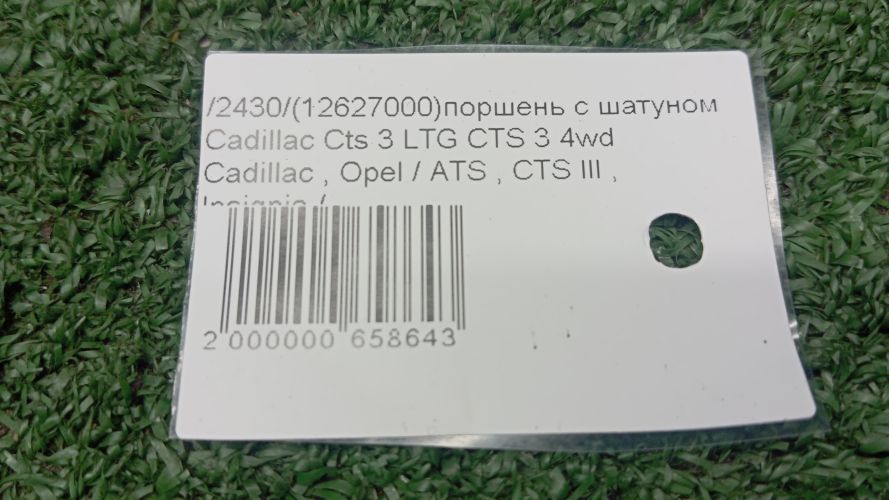 /2430/(12627000)поршень с шатуном
Cadillac Cts 3 LTG CTS 3 4wd
Cadillac , Opel / ATS , CTS III ,
Insignia /
2 000000 658643